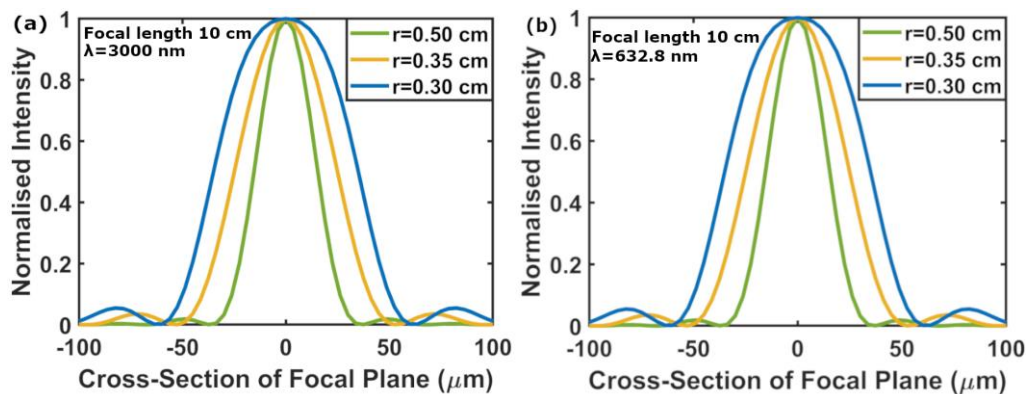 (a)
Focal length 10 cm
λ=3000 nm
r=0.50 cm
r=0.35 cm
r=0.30 cm
Normalised Intensity
1
0.8
0.6
0.4
0.2
0
-100
-50
0
50
100
Cross-Section of Focal Plane (μm)
(b)
Focal length 10 cm
λ=632.8 nm
r=0.50 cm
r=0.35 cm
r=0.30 cm
Normalised Intensity
1
0.8
0.6
0.4
0.2
0
-100
-50
0
50
100
Cross-Section of Focal Plane (μm)